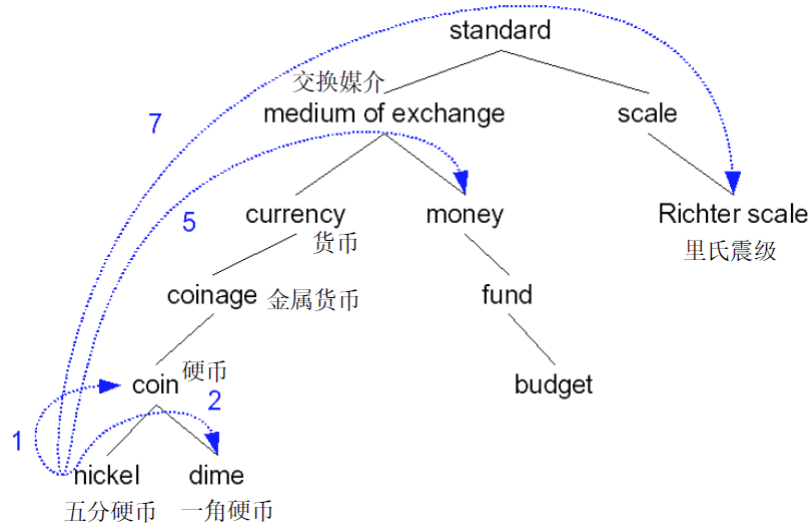 standard
交换媒介
medium of exchange
scale
7
5
currency
money
Richter scale
货币
里氏震级
coinage
金属货币
fund
硬币
coin
2
budget
1
nickel
dime
五分硬币
一角硬币